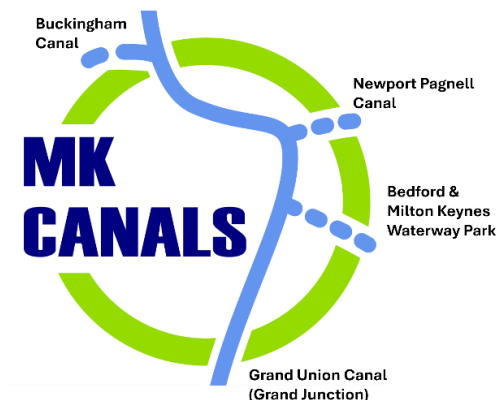 Buckingham
Canal
Newport Pagnell
Canal
MK
CANALS
Bedford &
Milton Keynes
Waterway Park
Grand Union Canal
(Grand Junction)